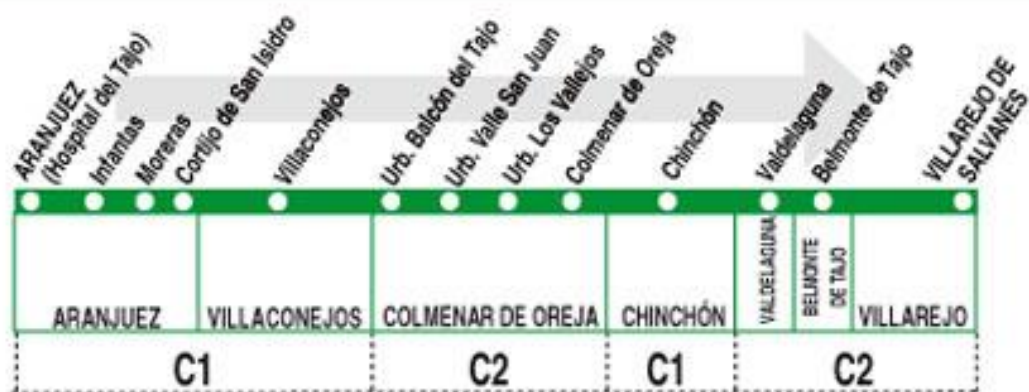 ARANJUEZ
(Hospital del Tajo)
Infantas
Moreras
Cortijo de San Isidro
Villaconejos
Urb. Balcón del Tajo
Urb. Valle San Juan
Urb. Los Vallejos
Colmenar de Oreja
Chinchón
Valdelaguna
Belmonte de Tajo
VILLAREJO DE
SALVANÉS
ARANJUEZ
VILLACONEJOS
COLMENAR DE OREJA
CHINCHÓN
VALDELAGUNA
BELMONTE
DE TAJO
VILLAREJO
C1
C2
C1
C2